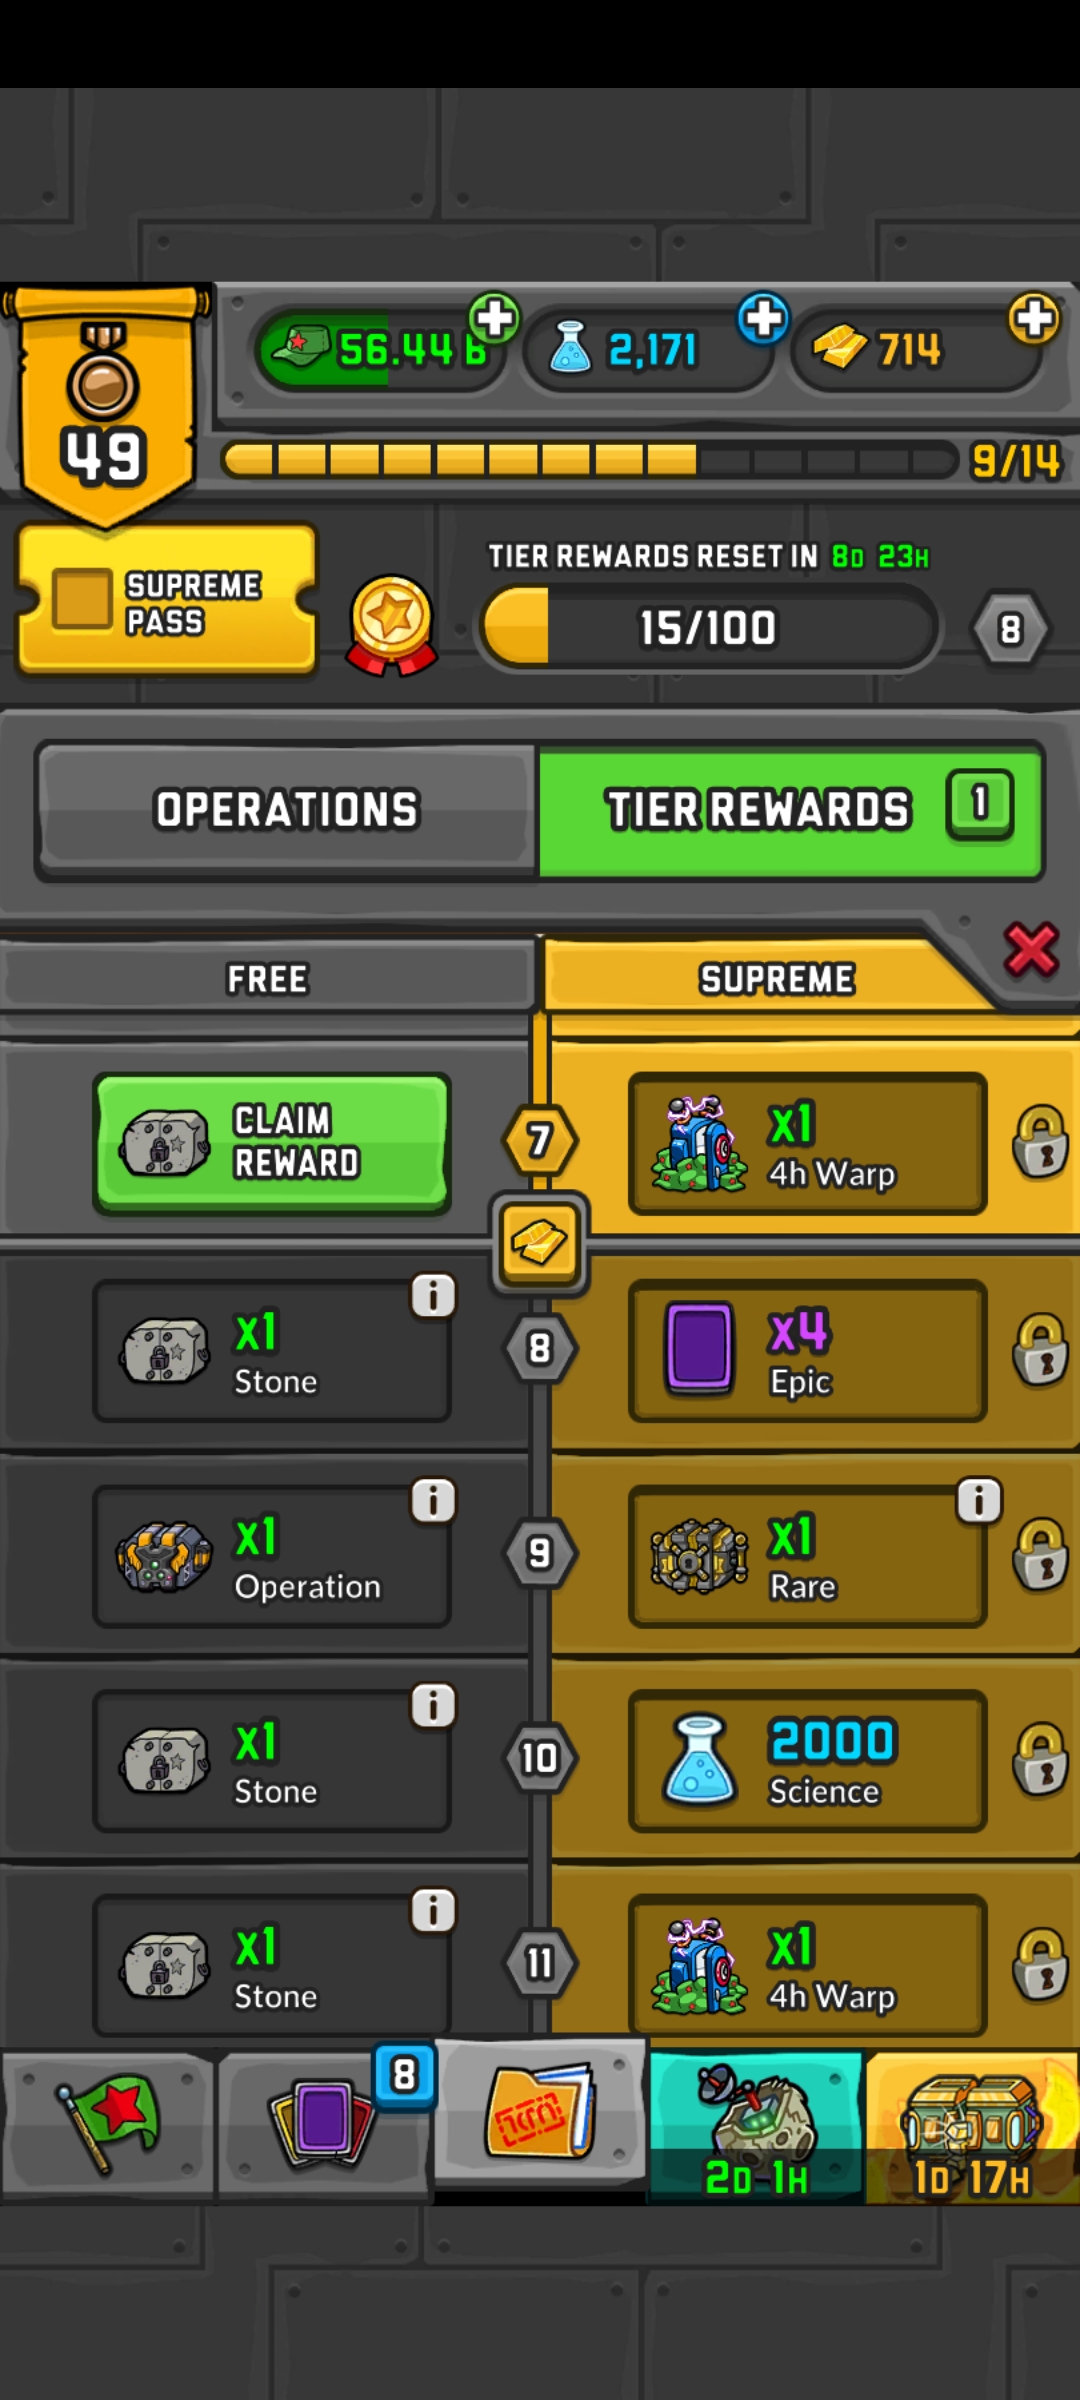 56.44 B
2,171
714
49
9/14
TIER REWARDS RESET IN 8D 23H
SUPREME
PASS
15/100
8
OPERATIONS
TIER REWARDS
1
FREE
SUPREME
CLAIM
REWARD
7
x1
4h Warp
i
x1
Stone
8
x4
Epic
i
x1
Operation
9
i
x1
Rare
i
x1
Stone
10
2000
Science
i
x1
Stone
11
x1
4h Warp
8
2D 1H
1D 17H